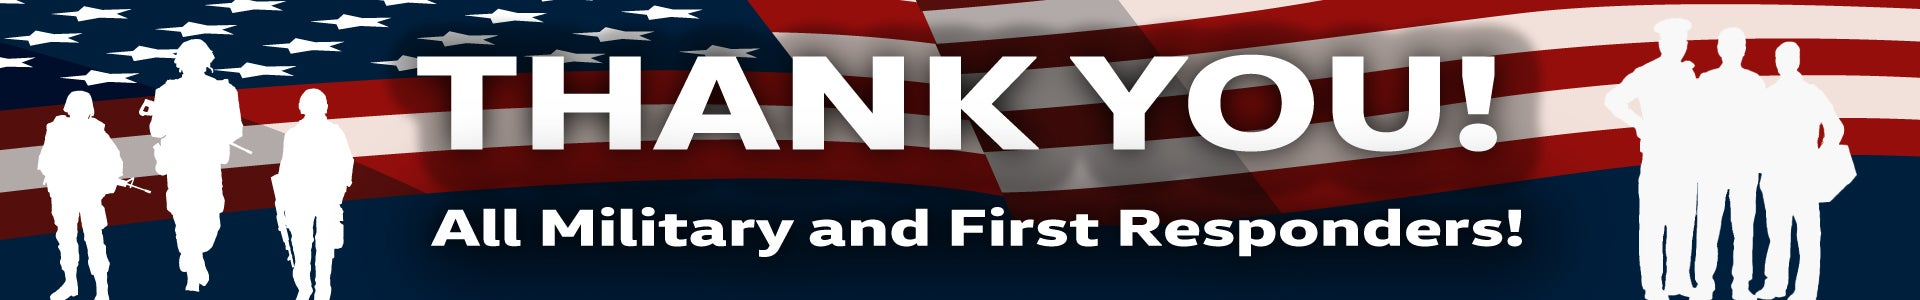 THANK YOU!
All Military and First Responders!